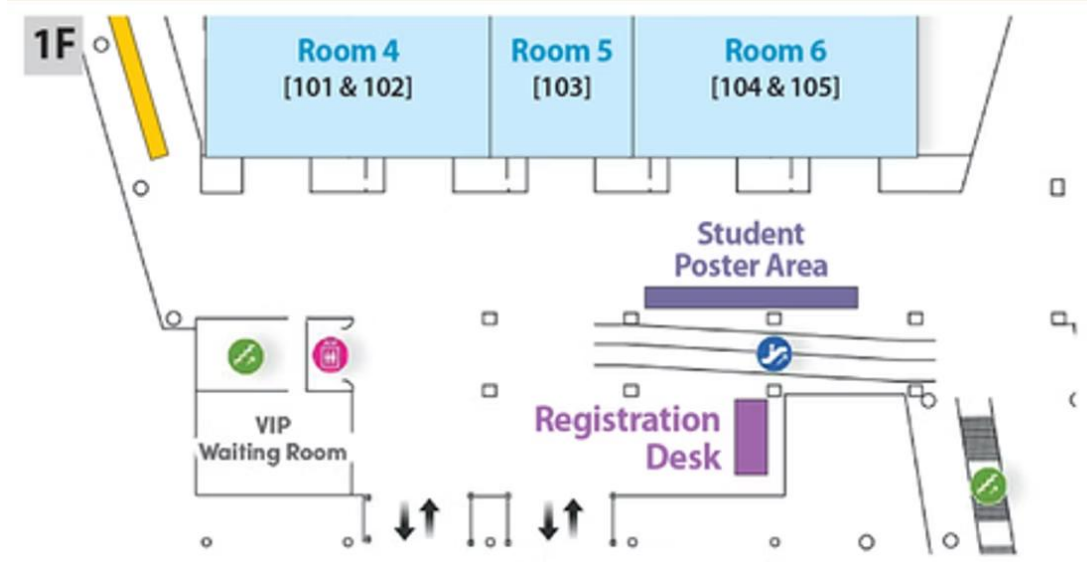 1F
Room 4
[101 & 102]
Room 5
[103]
Room 6
[104 & 105]
Student
Poster Area
VIP
Waiting Room
Registration
Desk